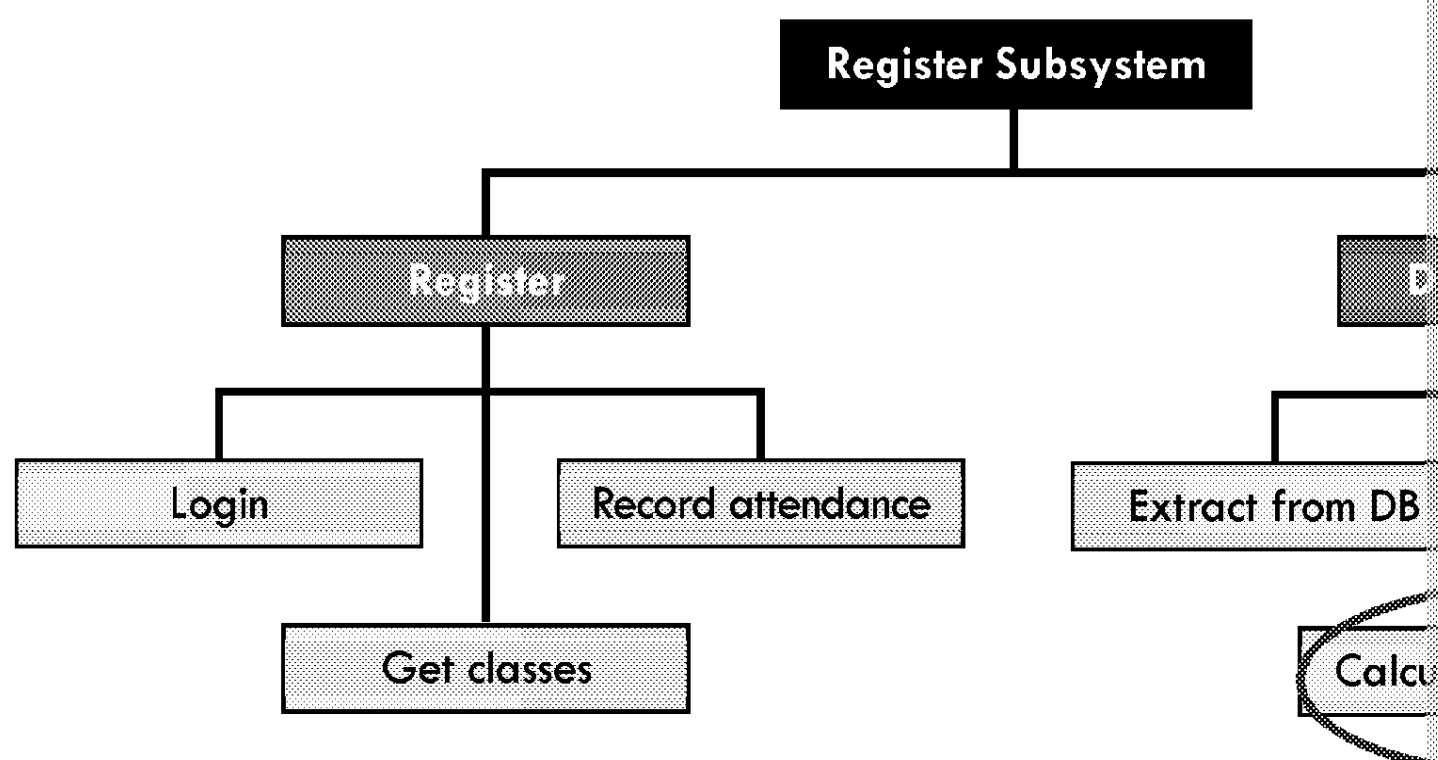 Register Subsystem
Register
Login
Record attendance
Extract from DB
Get classes